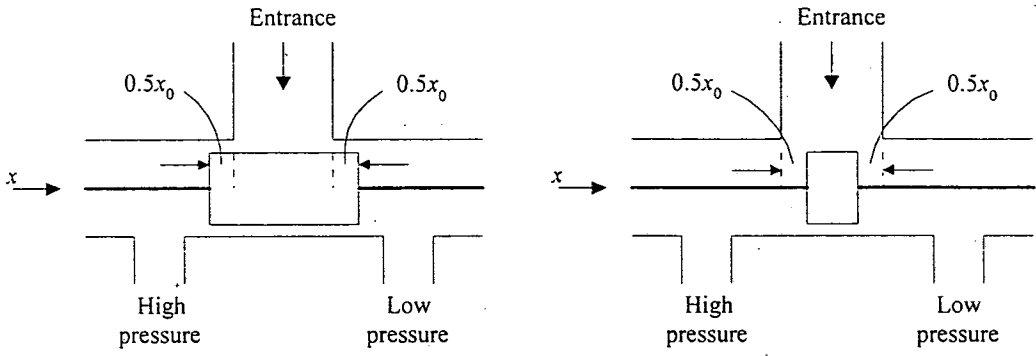 Entrance
0.5x₀
0.5x₀
x
High
pressure
Low
pressure
Entrance
0.5x₀
0.5x₀
x
High
pressure
Low
pressure